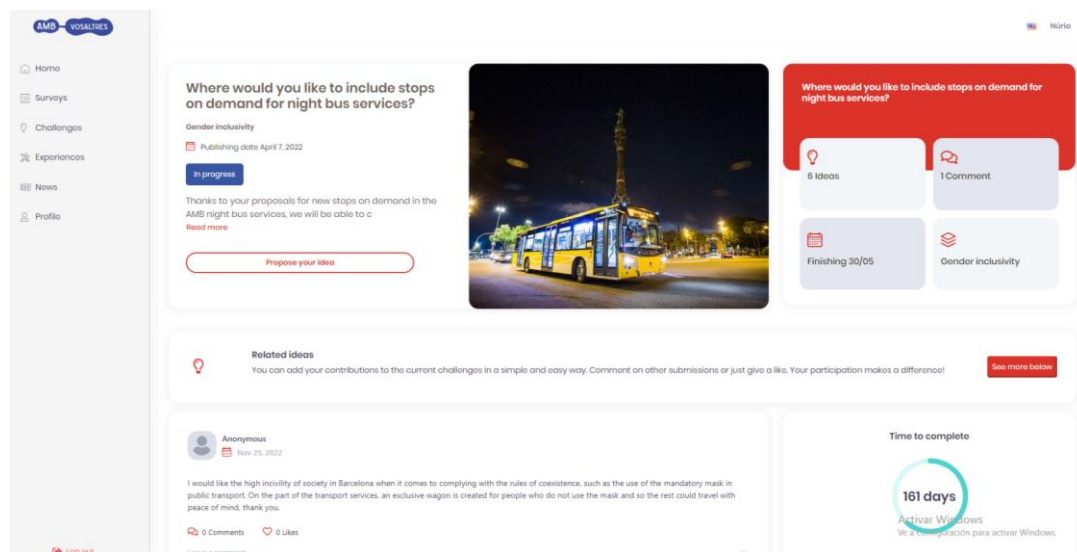 AMB VOSALTRES
Núria
Home
Surveys
Challenges
Experiences
News
Profile
Log out
Where would you like to include stops
on demand for night bus services?
Gender inclusivity
Publishing date April 7, 2022
In progress
Thanks to your proposals for new stops on demand in the
AMB night bus services, we will be able to c
Read more
Propose your idea
Where would you like to include stops on demand for
night bus services?
6 Ideas
1 Comment
Finishing 30/05
Gender inclusivity
Related ideas
You can add your contributions to the current challenges in a simple and easy way. Comment on other submissions or just give a like. Your participation makes a difference!
See more below
Anonymous
Nov 25, 2022
I would like the high incivility of society in Barcelona when it comes to complying with the rules of coexistence, such as the use of the mandatory mask in
public transport. On the part of the transport services, an exclusive wagon is created for people who do not use the mask and so the rest could travel with
peace of mind, thank you.
0 Comments 0 Likes
Leave a comment
Time to complete
161 days
Activar Windows
Ve a Configuración para activar Windows.